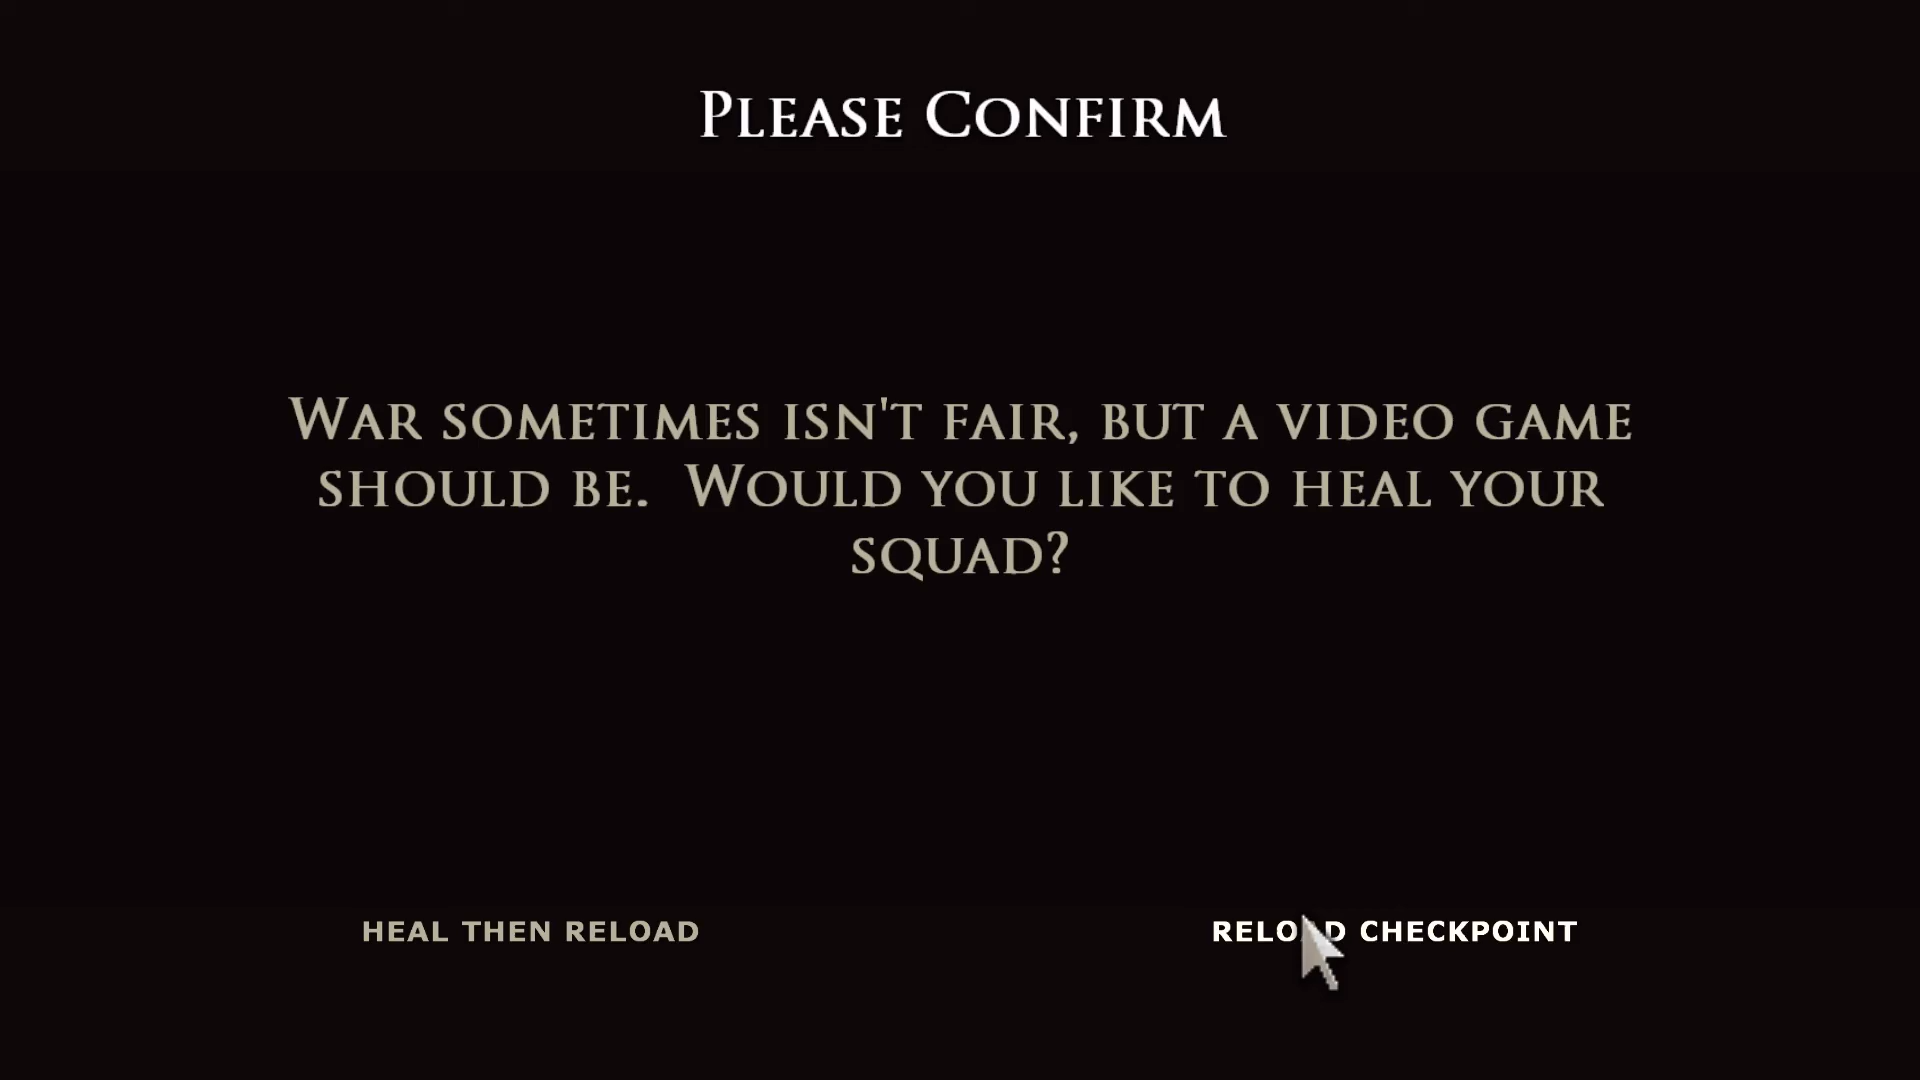 Please Confirm
War sometimes isn't fair, but a video game
should be.  Would you like to heal your
squad?
HEAL THEN RELOAD
RELOAD CHECKPOINT